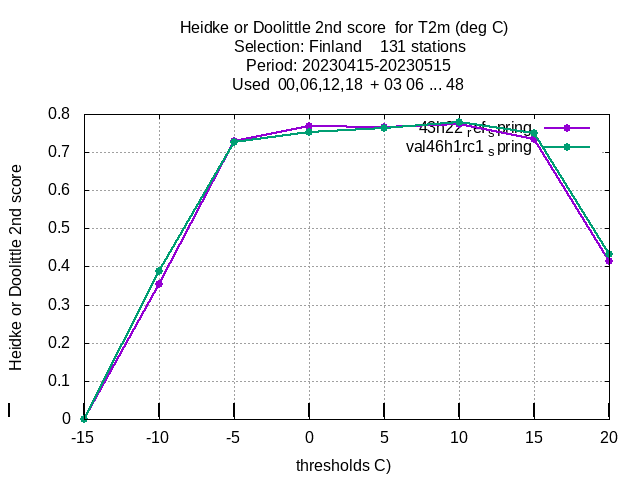 Heidke or Doolittle 2nd score for T2m (deg C)
Selection: Finland 131 stations
Period: 20230415-20230515
Used 00,06,12,18 + 03 06 ... 48
43h22_ref_spring
val46h1rc1_spring
Heidke or Doolittle 2nd score
0.8
0.7
0.6
0.5
0.4
0.3
0.2
0.1
0
-15 -10 -5 0 5 10 15 20
thresholds C)